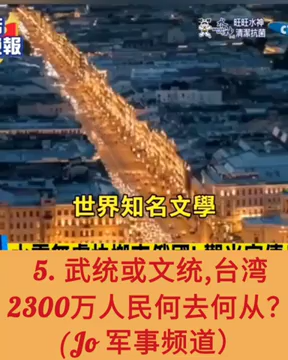 報
旺旺水神
清潔抗菌
世界知名文學
5. 武统或文统,台湾
2300万人民何去何从?
(Jo 军事频道)